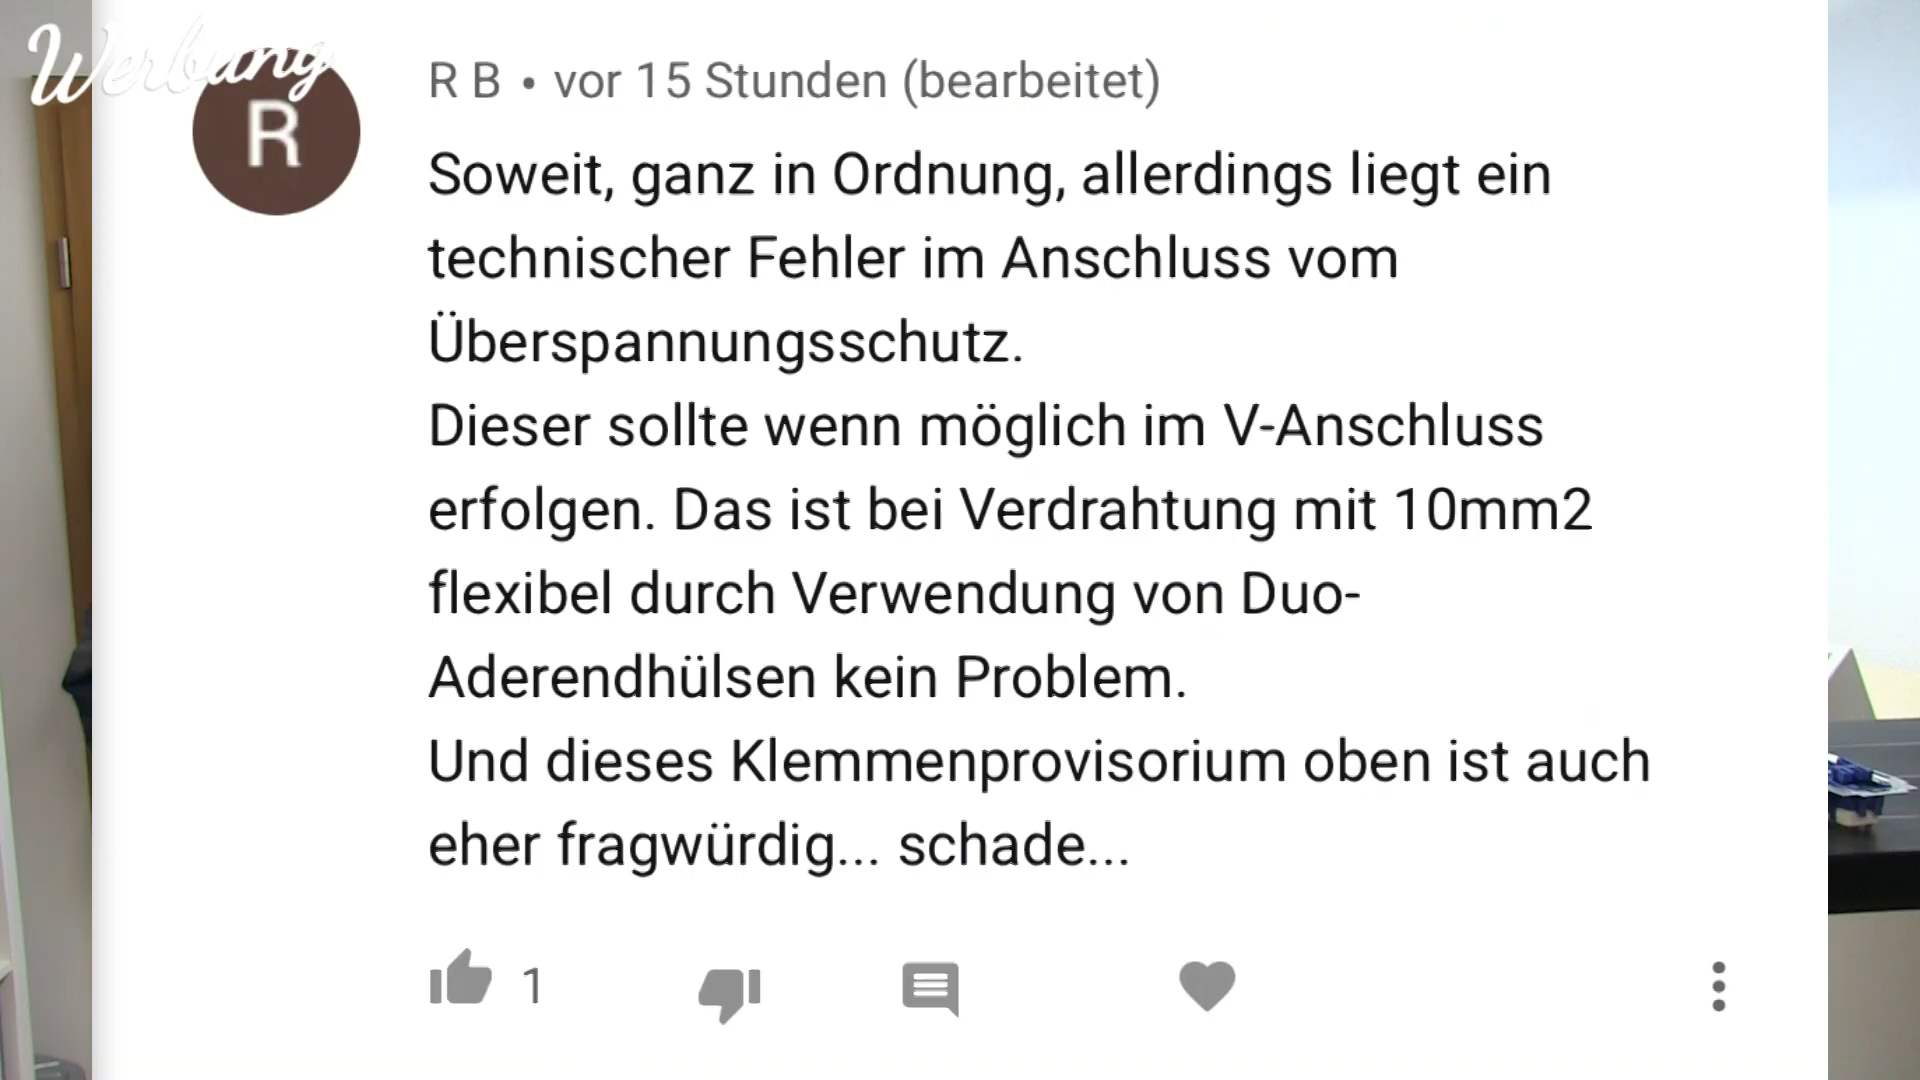 Werbung
R
R B • vor 15 Stunden (bearbeitet)
Soweit, ganz in Ordnung, allerdings liegt ein
technischer Fehler im Anschluss vom
Überspannungsschutz.
Dieser sollte wenn möglich im V-Anschluss
erfolgen. Das ist bei Verdrahtung mit 10mm2
flexibel durch Verwendung von Duo-
Aderendhülsen kein Problem.
Und dieses Klemmenprovisorium oben ist auch
eher fragwürdig... schade...
1